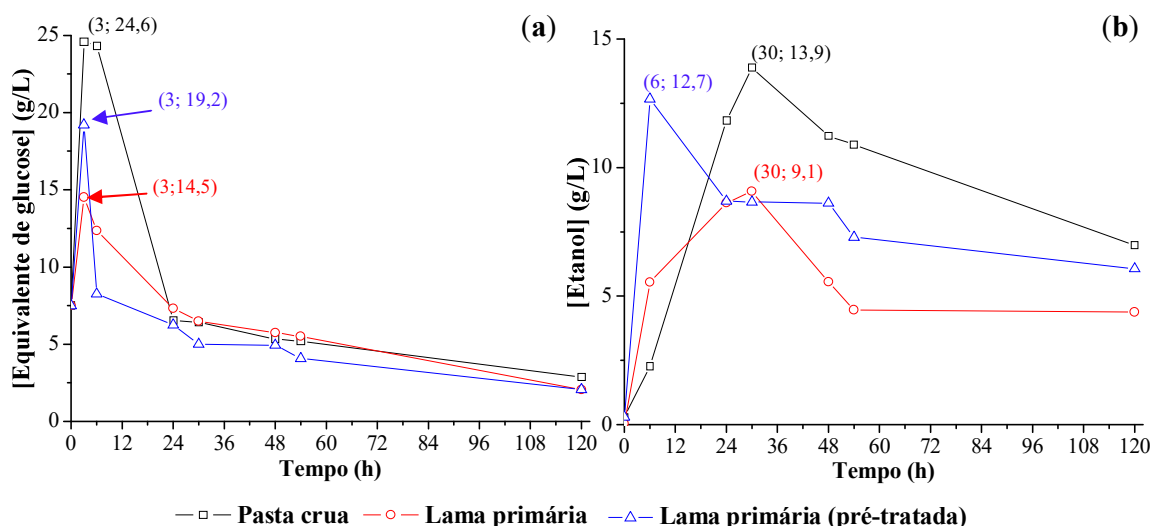 (a)
(3; 24,6)
(3; 19,2)
(3;14,5)
[Equivalente de glucose] (g/L)
25
20
15
10
5
0
0 12 24 36 48 60 72 84 96 108 120
Tempo (h)
(b)
(30; 13,9)
(6; 12,7)
(30; 9,1)
[Etanol] (g/L)
15
10
5
0
0 12 24 36 48 60 72 84 96 108 120
Tempo (h)
Pasta crua Lama primária Lama primária (pré-tratada)